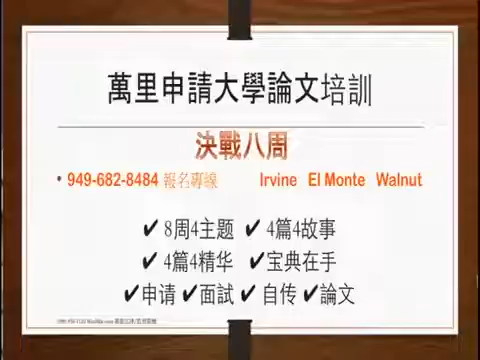 萬里申請大學論文培訓
決戰八周
• 949-682-8484 報名專線 Irvine El Monte Walnut
✔ 8周4主题 ✔ 4篇4故事
✔ 4篇4精华 ✔宝典在手
✔申请 ✔面試 ✔ 自传 ✔論文